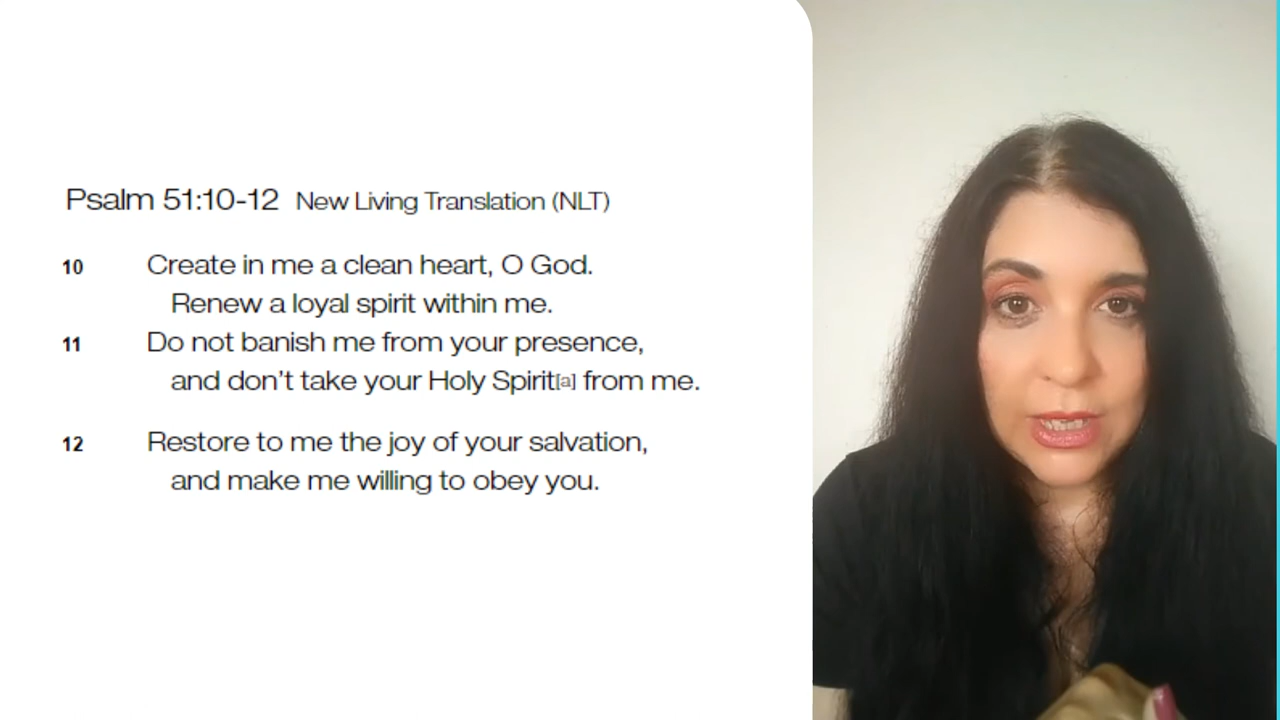 Psalm 51:10-12 New Living Translation (NLT)
10 Create in me a clean heart, O God.
Renew a loyal spirit within me.
11 Do not banish me from your presence,
and don't take your Holy Spirit[a] from me.
12 Restore to me the joy of your salvation,
and make me willing to obey you.